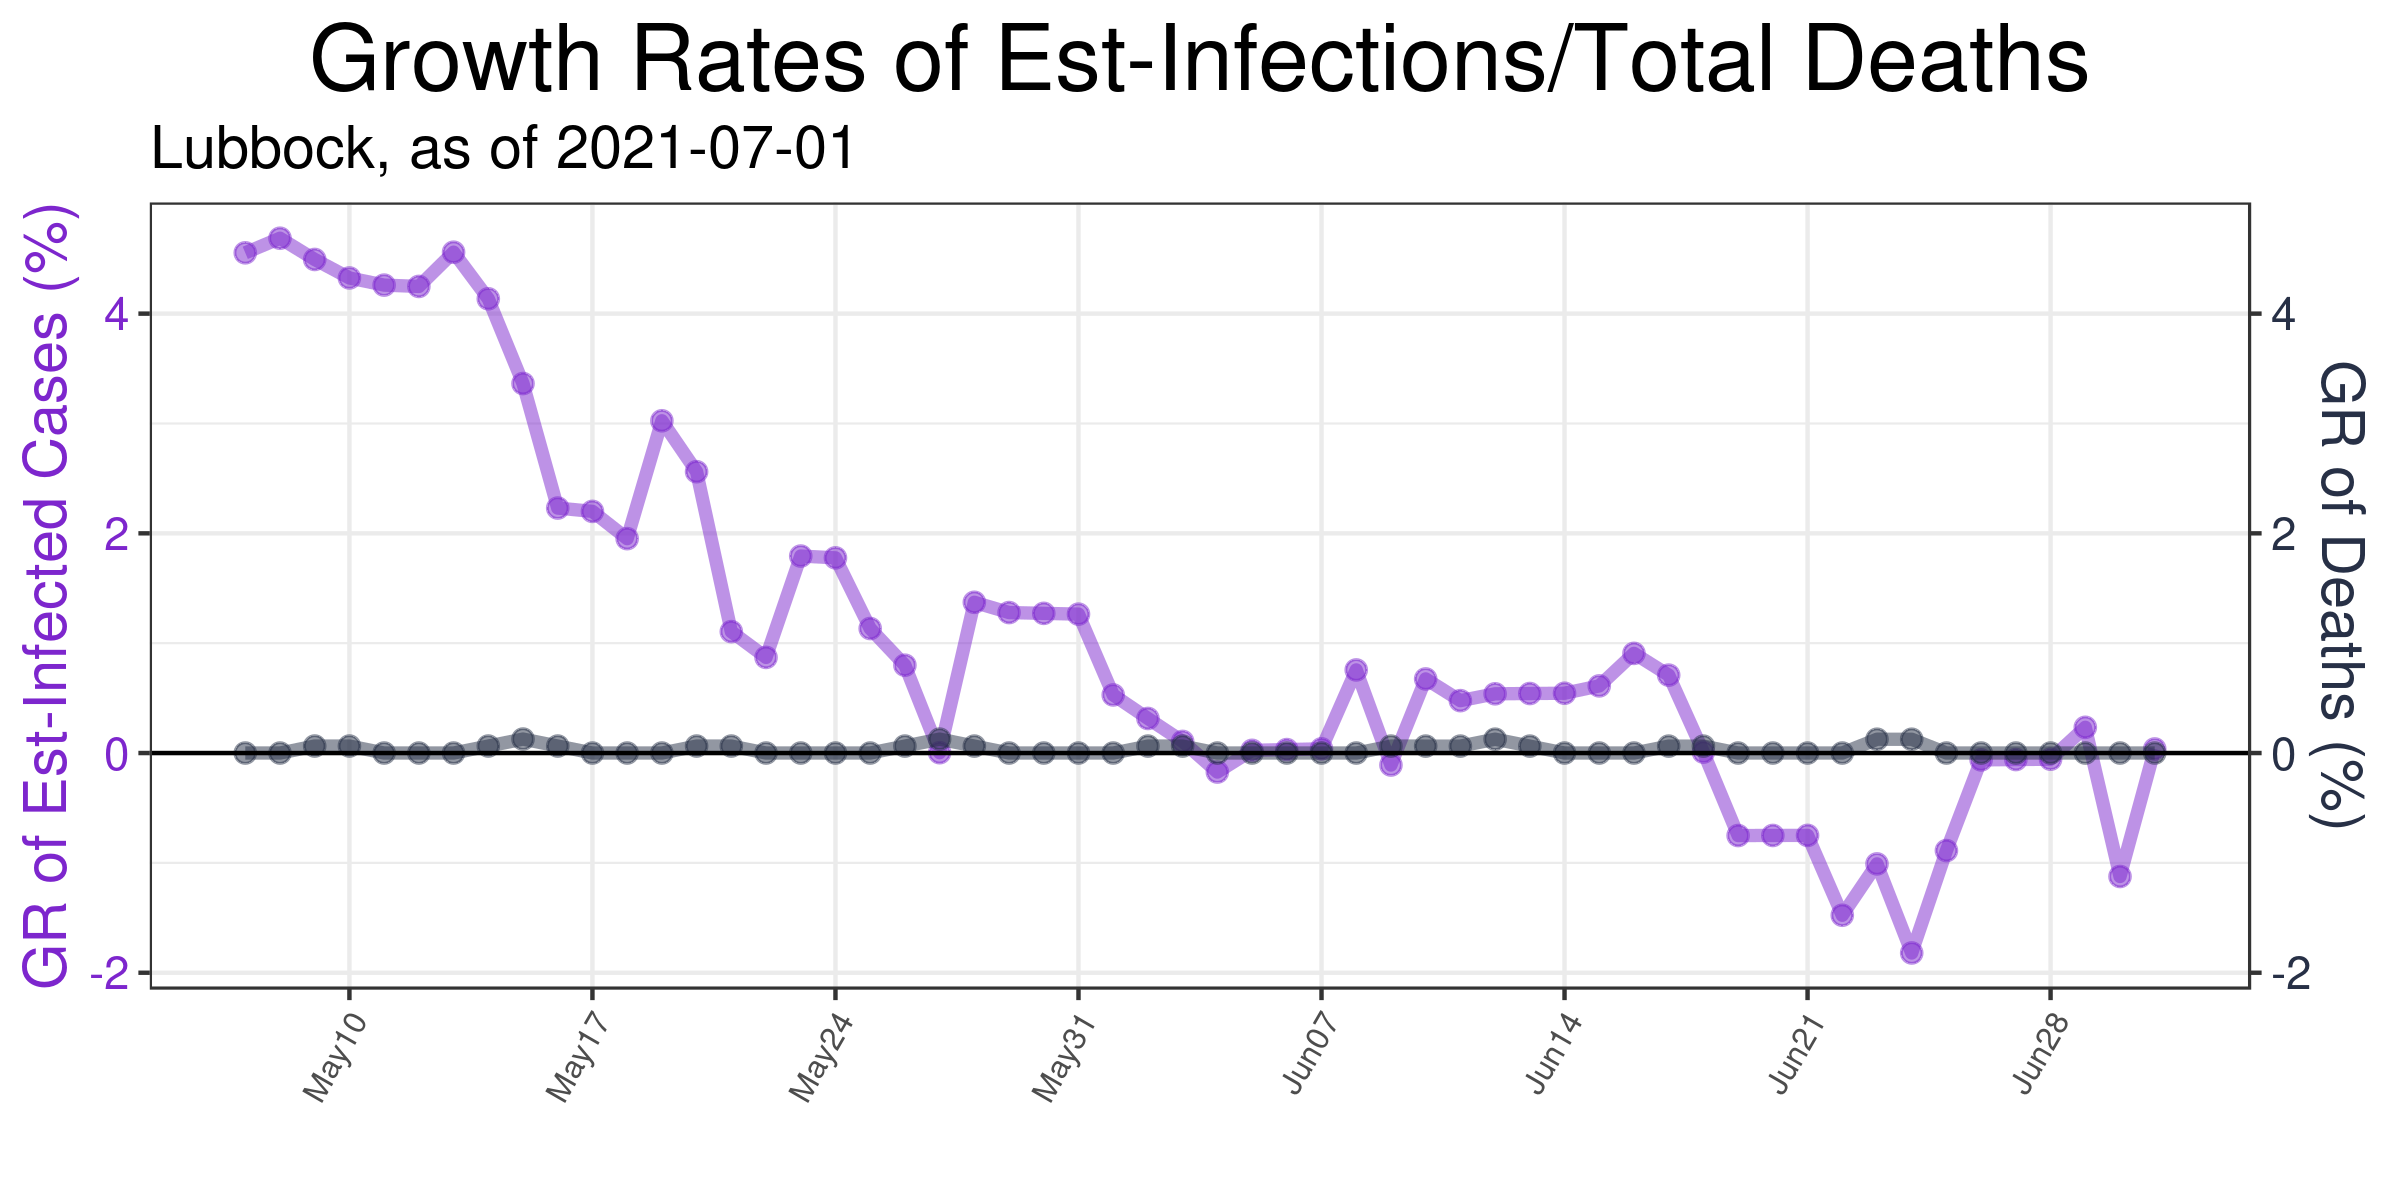 Growth Rates of Est-Infections/Total Deaths
Lubbock, as of 2021-07-01
GR of Est-Infected Cases (%)
4
2
0
-2
4
2
0
-2
GR of Deaths (%)
May10
May17
May24
May31
Jun07
Jun14
Jun21
Jun28